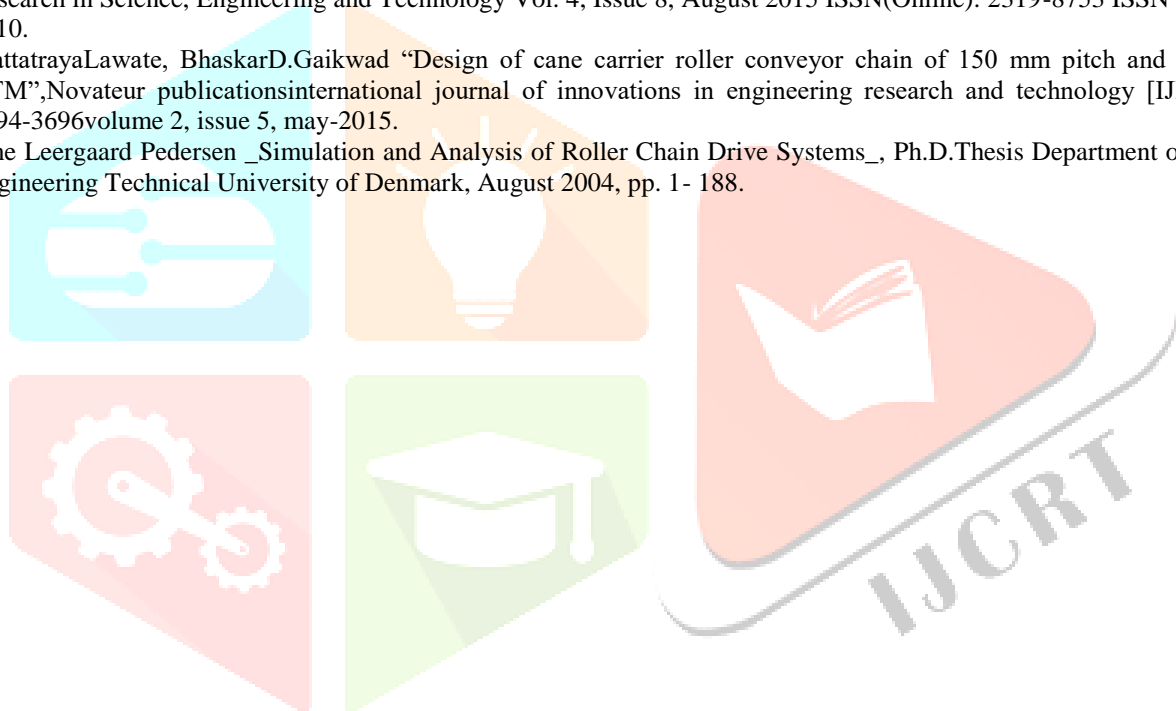 search in Science, Engineering and Technology Vol. 4, Issue 8, August 2015 ISSN(Online): 2319-8753 ISSN
10.
attatrayaLawate, BhaskarD.Gaikwad “Design of cane carrier roller conveyor chain of 150 mm pitch and
TM”,Novateur publicationsinternational journal of innovations in engineering research and technology [IJ
94-3696volume 2, issue 5, may-2015.
ne Leergaard Pedersen _Simulation and Analysis of Roller Chain Drive Systems_, Ph.D.Thesis Department o
gineering Technical University of Denmark, August 2004, pp. 1- 188.
IJCRT